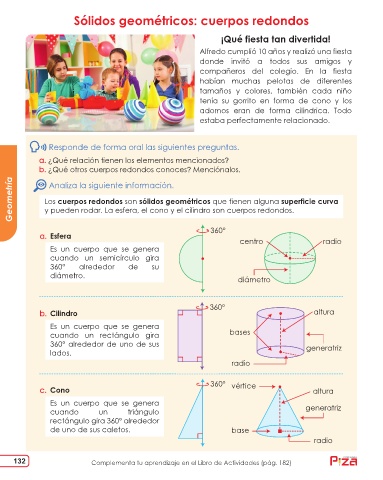 Sólidos geométricos: cuerpos redondos
¡Qué fiesta tan divertida!
Alfredo cumplió 10 años y realizó una fiesta
donde invitó a todos sus amigos y
compañeros del colegio. En la fiesta
habían muchas pelotas de diferentes
tamaños y colores, también cada niño
tenía su gorrito en forma de cono y los
adornos eran de forma cilíndrica. Todo
estaba perfectamente relacionado.
Responde de forma oral las siguientes preguntas.
a. ¿Qué relación tienen los elementos mencionados?
b. ¿Qué otros cuerpos redondos conoces? Menciónalos.
Analiza la siguiente información.
Geometría
Los cuerpos redondos son sólidos geométricos que tienen alguna superficie curva
y pueden rodar. La esfera, el cono y el cilindro son cuerpos redondos.
a. Esfera
Es un cuerpo que se genera
cuando un semicírculo gira
360° alrededor de su
diámetro.
360°
centro
radio
diámetro
b. Cilindro
Es un cuerpo que se genera
cuando un rectángulo gira
360° alrededor de uno de sus
lados.
360°
altura
bases
generatriz
radio
c. Cono
Es un cuerpo que se genera
cuando un triángulo
rectángulo gira 360° alrededor
de uno de sus catetos.
360°
vértice
altura
generatriz
base
radio
132
Complementa tu aprendizaje en el Libro de Actividades (pág. 182)